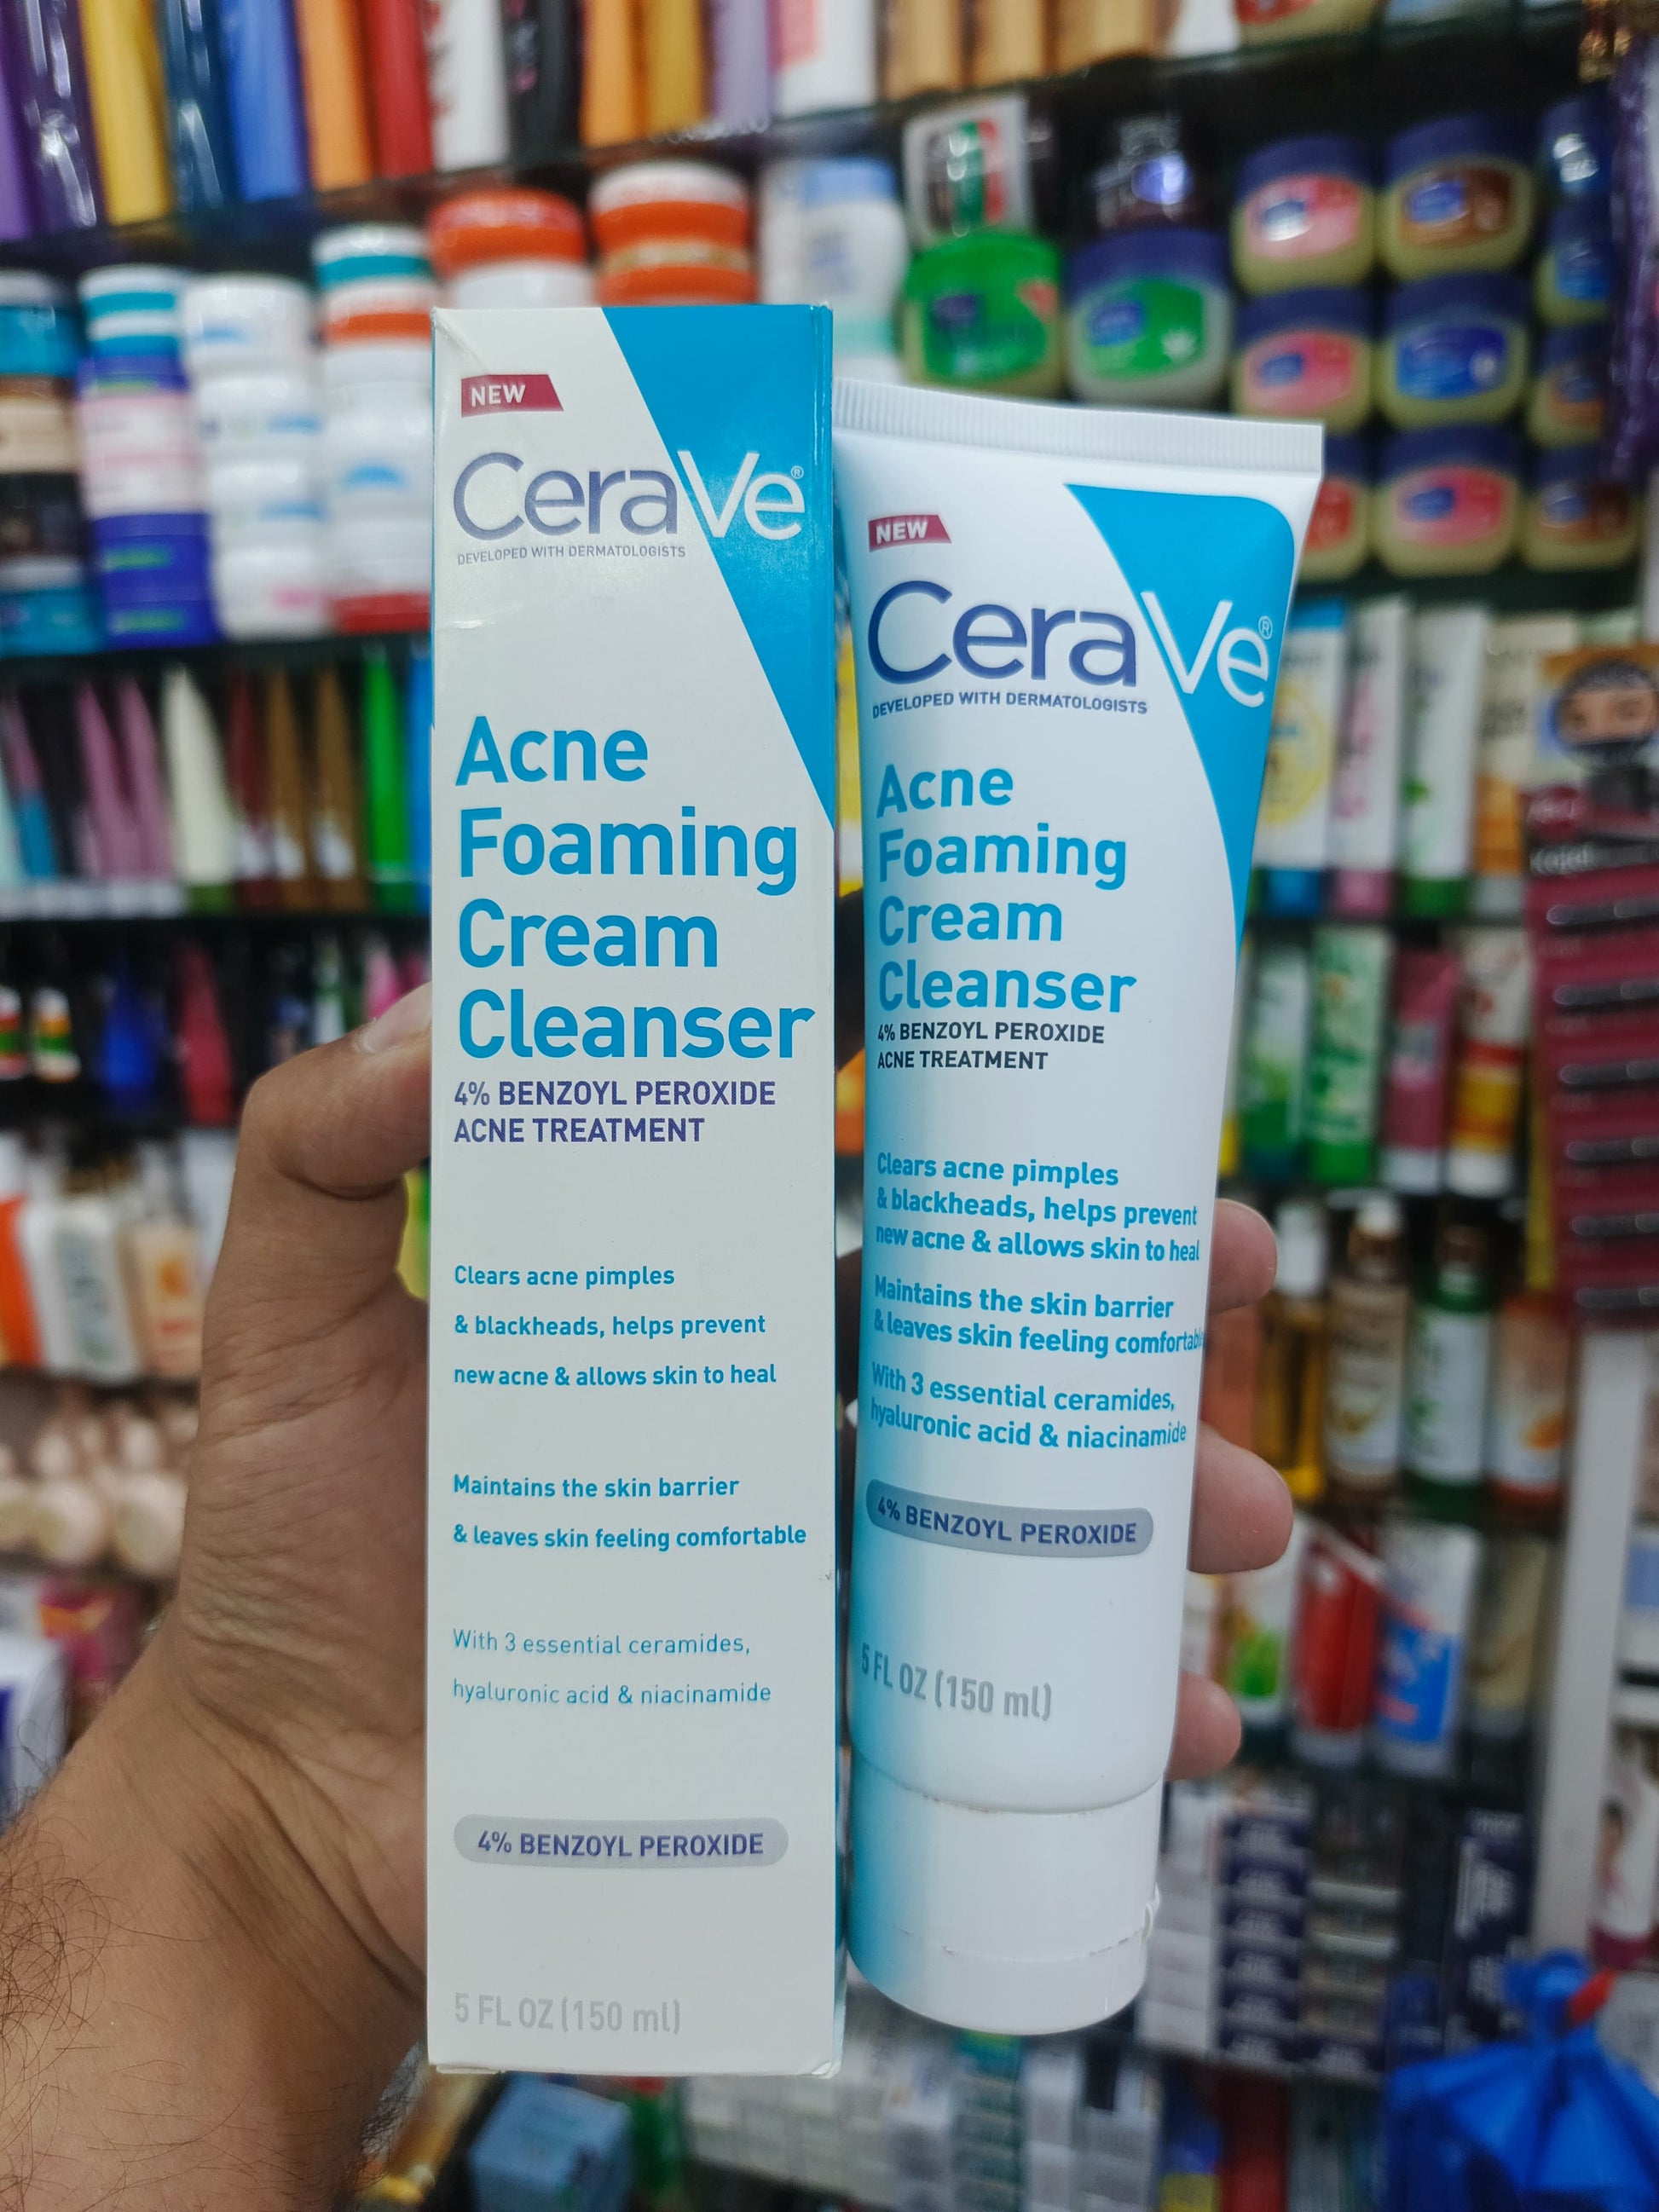 NEW
CeraVe®
DEVELOPED WITH DERMATOLOGISTS
Acne
Foaming
Cream
Cleanser
4% BENZOYL PEROXIDE
ACNE TREATMENT
Clears acne pimples
& blackheads, helps prevent
new acne & allows skin to heal
Maintains the skin barrier
& leaves skin feeling comfortable
With 3 essential ceramides,
hyaluronic acid & niacinamide
4% BENZOYL PEROXIDE
5 FL OZ (150 ml)
NEW
CeraVe®
DEVELOPED WITH DERMATOLOGISTS
Acne
Foaming
Cream
Cleanser
4% BENZOYL PEROXIDE
ACNE TREATMENT
Clears acne pimples
& blackheads, helps prevent
new acne & allows skin to heal
Maintains the skin barrier
& leaves skin feeling comfortab
With 3 essential ceramides,
hyaluronic acid & niacinamide
4% BENZOYL PEROXIDE
5 FL OZ (150 ml)